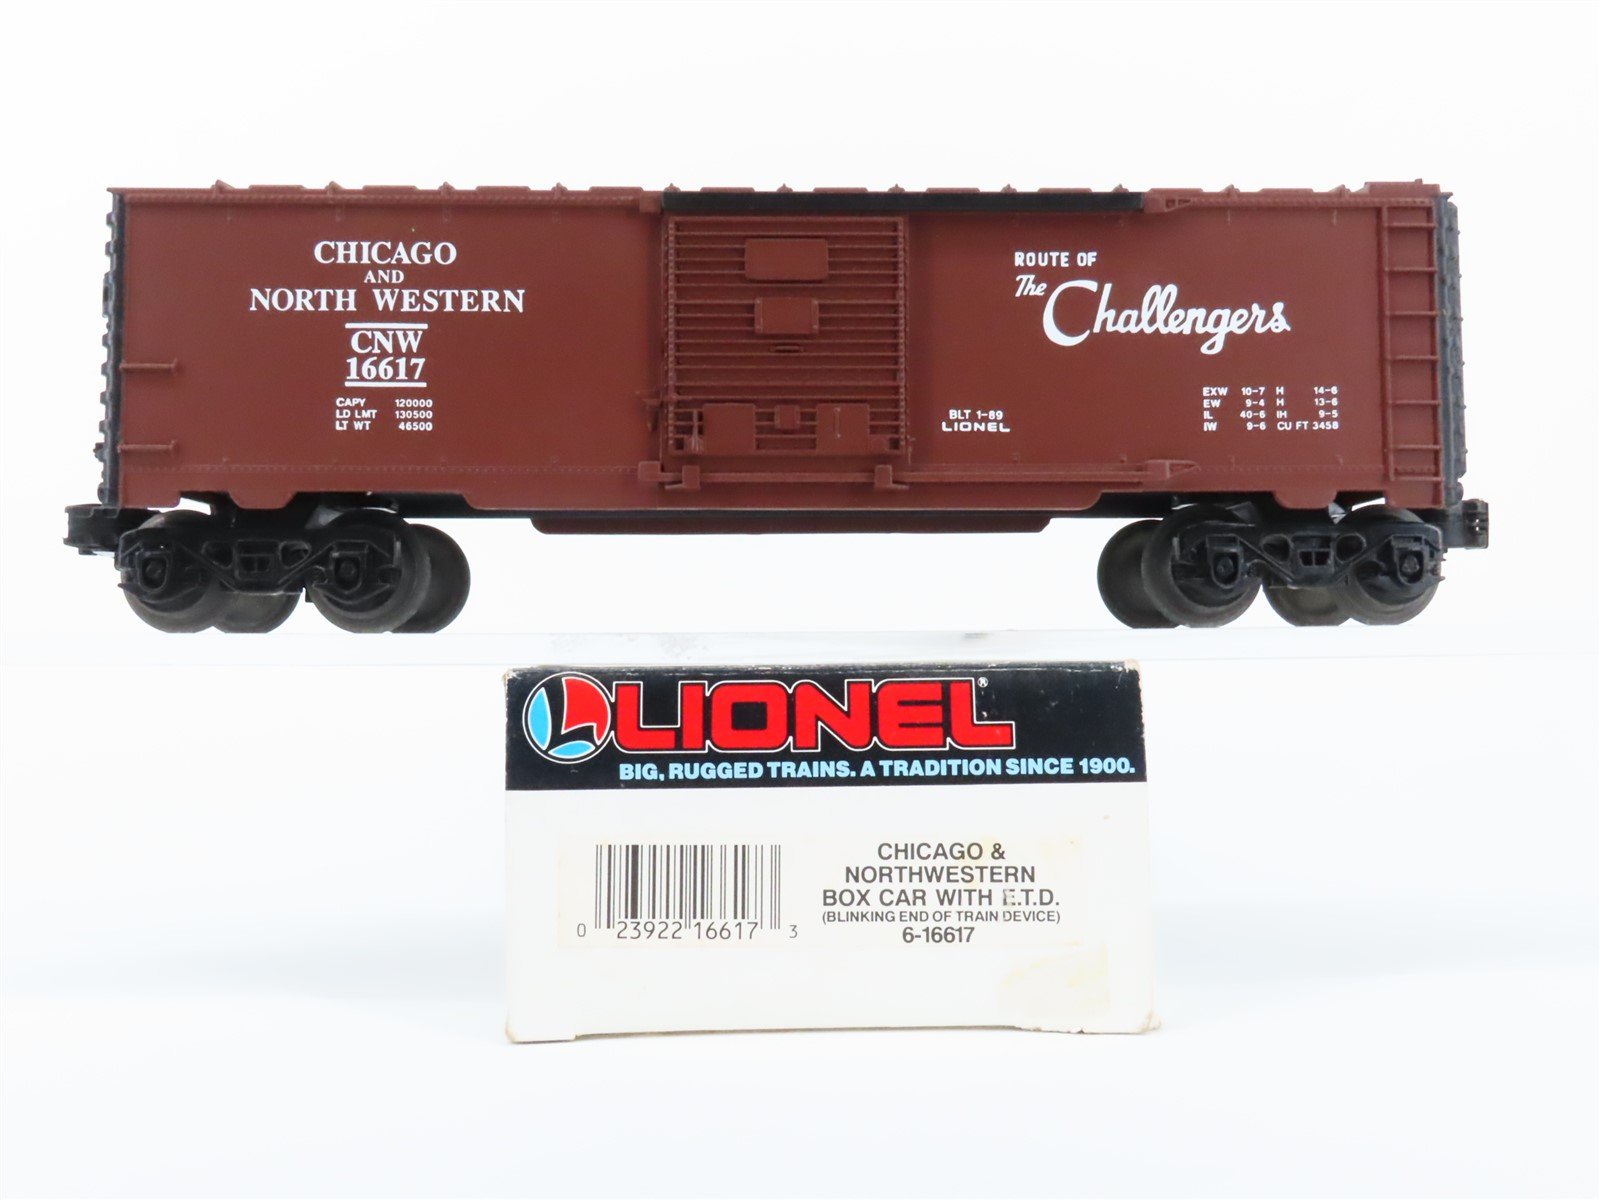 CHICAGO
AND
NORTH WESTERN
CNW
16617
CAPY 120000
LD LMT 130500
LT WT 46500
ROUTE OF
The Challengers
BLT 1-89
LIONEL
EXW 10-7 H 14-6
EW 9-4 H 13-6
IL 40-6 IH 9-5
IW 9-6 CU FT 3458
LIONEL®
BIG, RUGGED TRAINS. A TRADITION SINCE 1900.
CHICAGO &
NORTHWESTERN
BOX CAR WITH E.T.D.
(BLINKING END OF TRAIN DEVICE)
6-16617
0 23922 16617 3